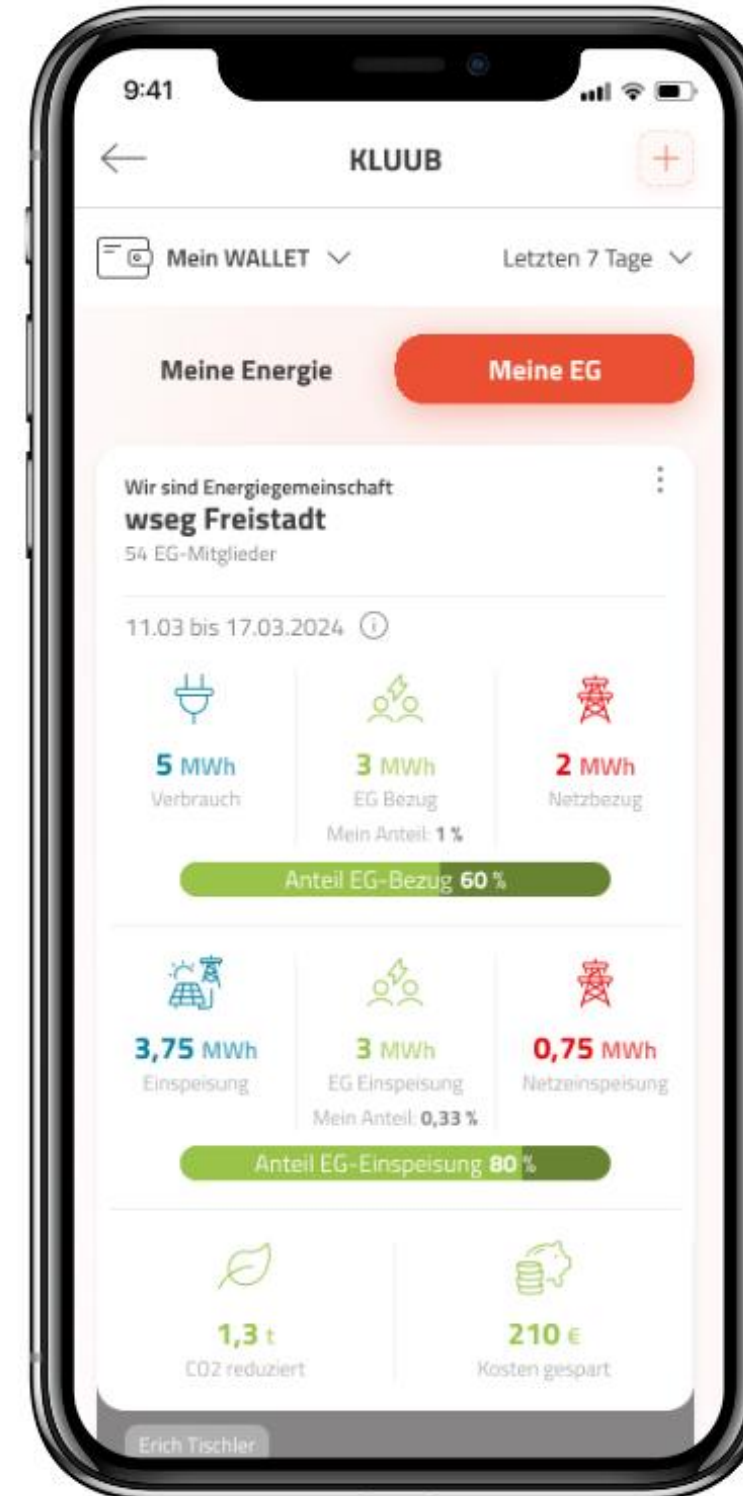 9:41
KLUUB
Mein WALLET
Letzten 7 Tage
Meine Energie
Meine EG
Wir sind Energiegemeinschaft
wseg Freistadt
54 EG-Mitglieder
11.03 bis 17.03.2024
5 MWh
3 MWh
2 MWh
Verbrauch
EG Bezug
Netzbezug
Mein Anteil: 1 %
Anteil EG-Bezug 60 %
3,75 MWh
3 MWh
0,75 MWh
Einspeisung
EG Einspeisung
Netzeinspeisung
Mein Anteil: 0,33 %
Anteil EG-Einspeisung 80 %
1,3 t
210 €
CO2 reduziert
Kosten gespart
Erich Tischler